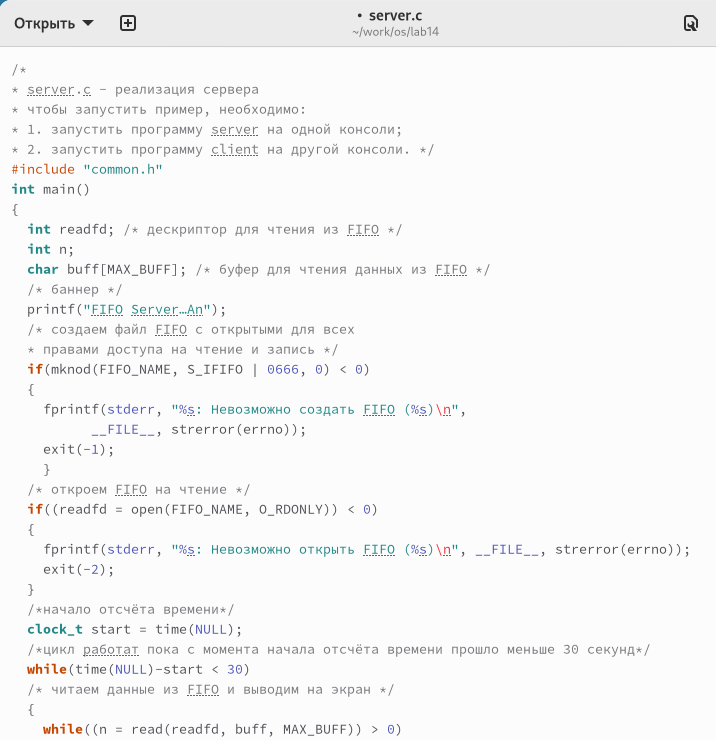 Открыть
• server.c
~/work/os/lab14
/*
* server.c - реализация сервера
* чтобы запустить пример, необходимо:
* 1. запустить программу server на одной консоли;
* 2. запустить программу client на другой консоли. */
#include "common.h"
int main()
{
  int readfd; /* дескриптор для чтения из FIFO */
  int n;
  char buff[MAX_BUFF]; /* буфер для чтения данных из FIFO */
  /* баннер */
  printf("FIFO Server…An");
  /* создаем файл FIFO с открытыми для всех
  * правами доступа на чтение и запись */
  if(mknod(FIFO_NAME, S_IFIFO | 0666, 0) < 0)
  {
    fprintf(stderr, "%s: Невозможно создать FIFO (%s)\n",
          __FILE__, strerror(errno));
    exit(-1);
    }
  /* откроем FIFO на чтение */
  if((readfd = open(FIFO_NAME, O_RDONLY)) < 0)
  {
    fprintf(stderr, "%s: Невозможно открыть FIFO (%s)\n", __FILE__, strerror(errno));
    exit(-2);
  }
  /*начало отсчёта времени*/
  clock_t start = time(NULL);
  /*цикл работат пока с момента начала отсчёта времени прошло меньше 30 секунд*/
  while(time(NULL)-start < 30)
  /* читаем данные из FIFO и выводим на экран */
  {
    while((n = read(readfd, buff, MAX_BUFF)) > 0)